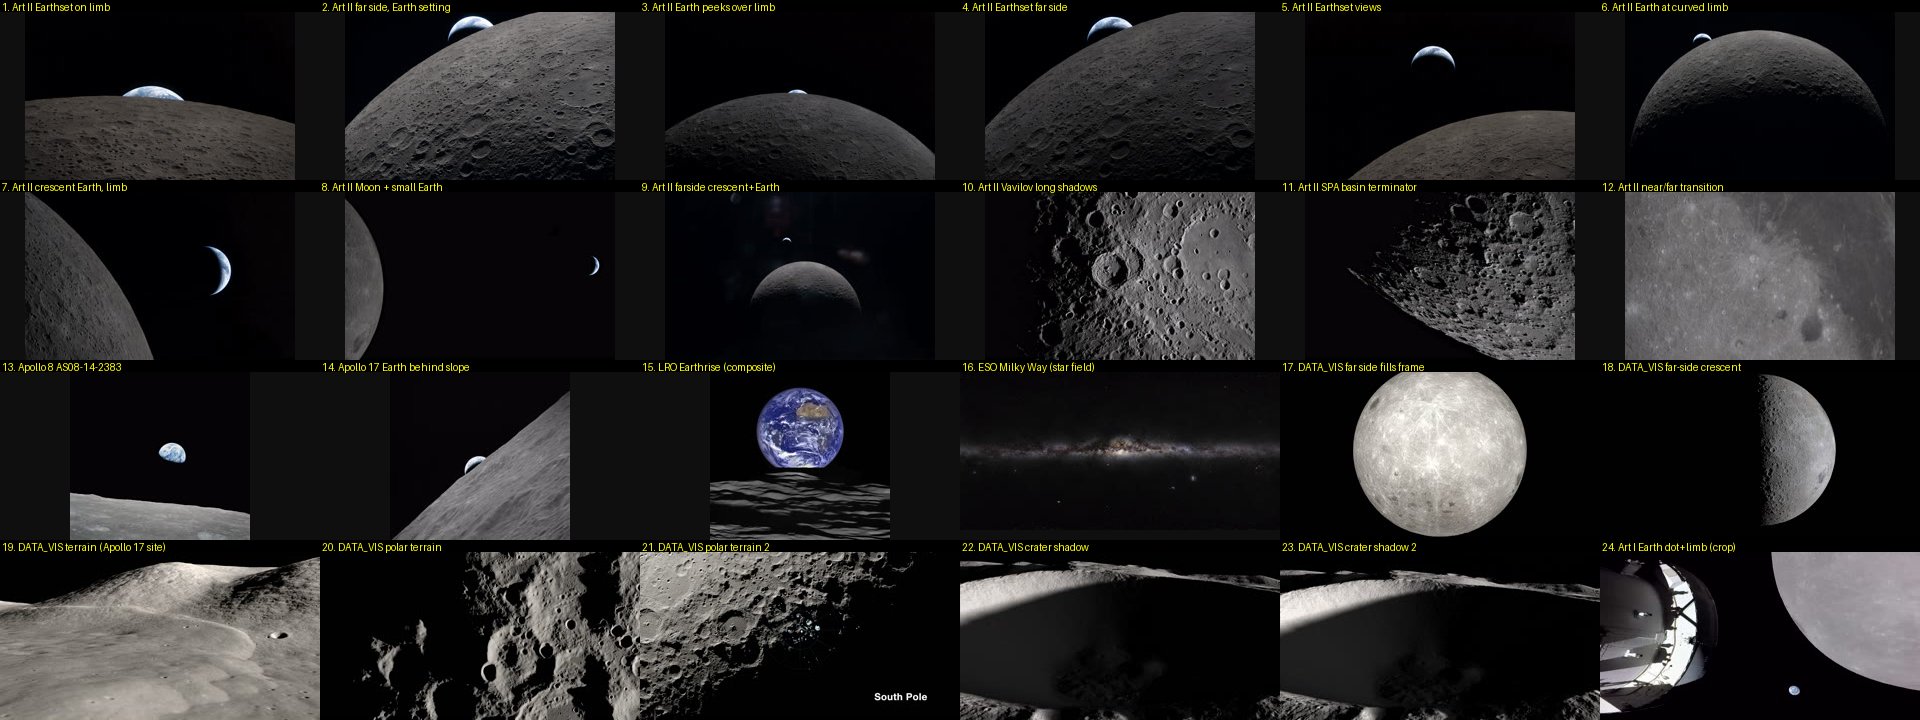 1. Art II Earthset on limb
2. Art II far side, Earth setting
3. Art II Earth peeks over limb
4. Art II Earthset far side
5. Art II Earthset views
6. Art II Earth at curved limb
7. Art II crescent Earth, limb
8. Art II Moon + small Earth
9. Art II farside crescent+Earth
10. Art II Vavilov long shadows
11. Art II SPA basin terminator
12. Art II near/far transition
13. Apollo 8 AS08-14-2383
14. Apollo 17 Earth behind slope
15. LRO Earthrise (composite)
16. ESO Milky Way (star field)
17. DATA_VIS far side fills frame
18. DATA_VIS far-side crescent
19. DATA_VIS terrain (Apollo 17 site)
20. DATA_VIS polar terrain
21. DATA_VIS polar terrain 2
22. DATA_VIS crater shadow
23. DATA_VIS crater shadow 2
24. Art I Earth dot+limb (crop)
South Pole